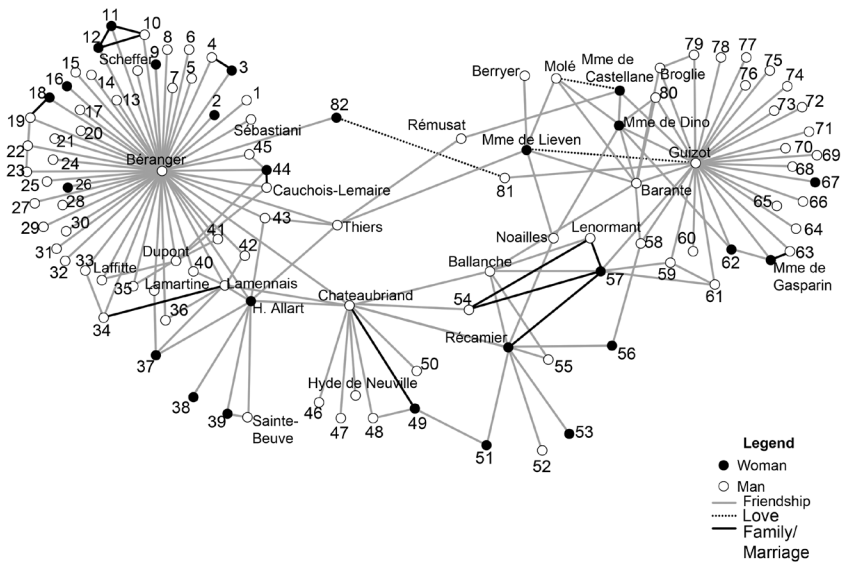 11
10
12
8
6
4
79
78
77
Scheffer
9
3
Mme de
Castellane
Molé
Broglie
75
15
14
7
5
Berryer
76
74
16
80
18
13
2
1
82
73
72
17
Rémusat
Mme de Dino
71
19
20
Sébastiani
Mme de Lieven
21
22
45
70
69
24
Béranger
Guizot
23
44
68
25
26
Cauchois-Lemaire
81
Barante
67
27
28
65
66
29
30
43
Thiers
64
41
Noailles
Lenormant
58
60
31
42
62
63
32
33
Dupont
Laffitte
40
Ballanche
57
59
Mme de
Gasparin
35
Lamartine
Lamennais
61
34
36
H. Allart
Chateaubriand
54
Récamier
37
50
55
56
Hyde de Neuville
38
46
39
Sainte-
Beuve
47
48
49
53
51
52
Legend
Woman
Man
Friendship
Love
Family/
Marriage